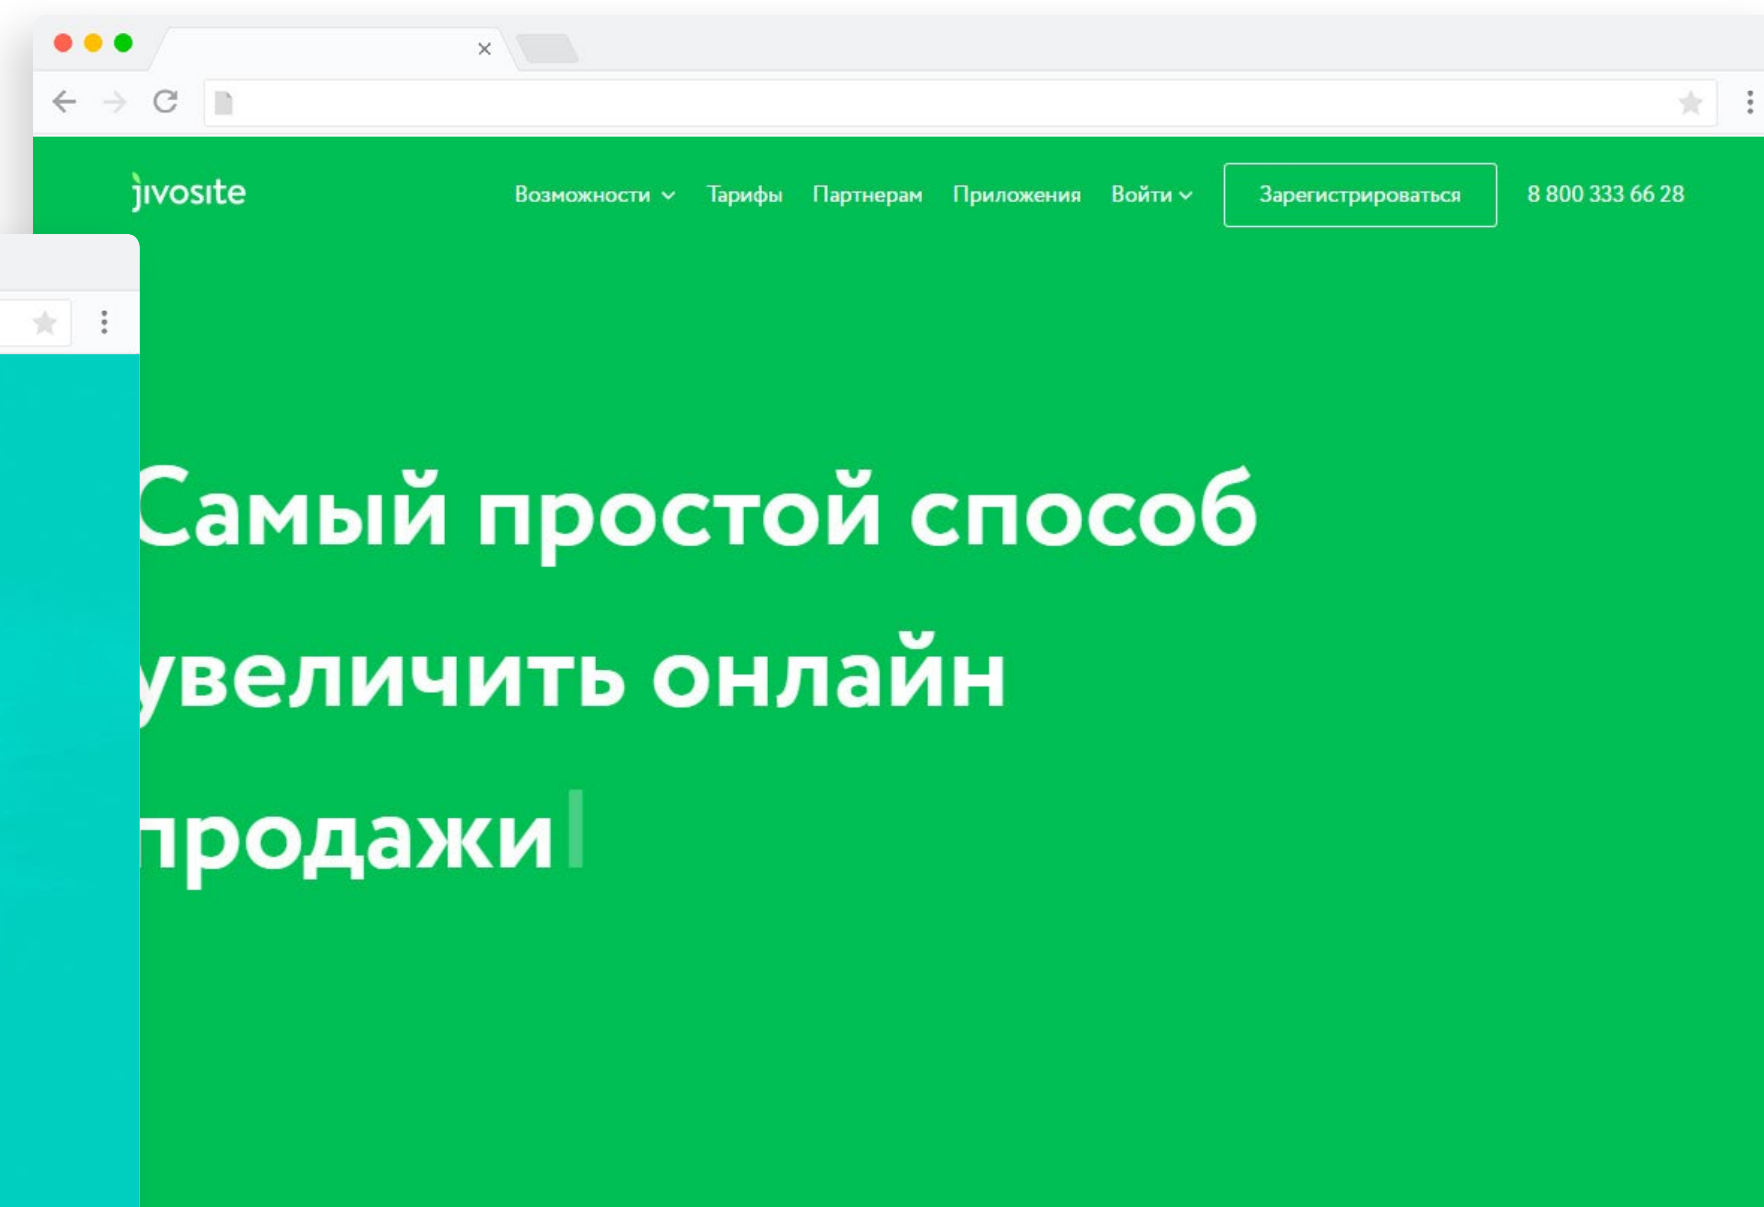 jivosite
Возможности Тарифы Партнерам Приложения Войти Зарегистрироваться 8 800 333 66 28
Самый простой способ
увеличить онлайн
продажи